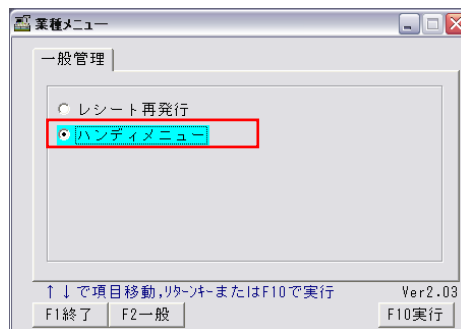 業種メニュー
一般管理
レシート再発行
ハンディメニュー
↑↓で項目移動,リターンキーまたはF10で実行 Ver2.03
F1終了 F2一般 F10実行